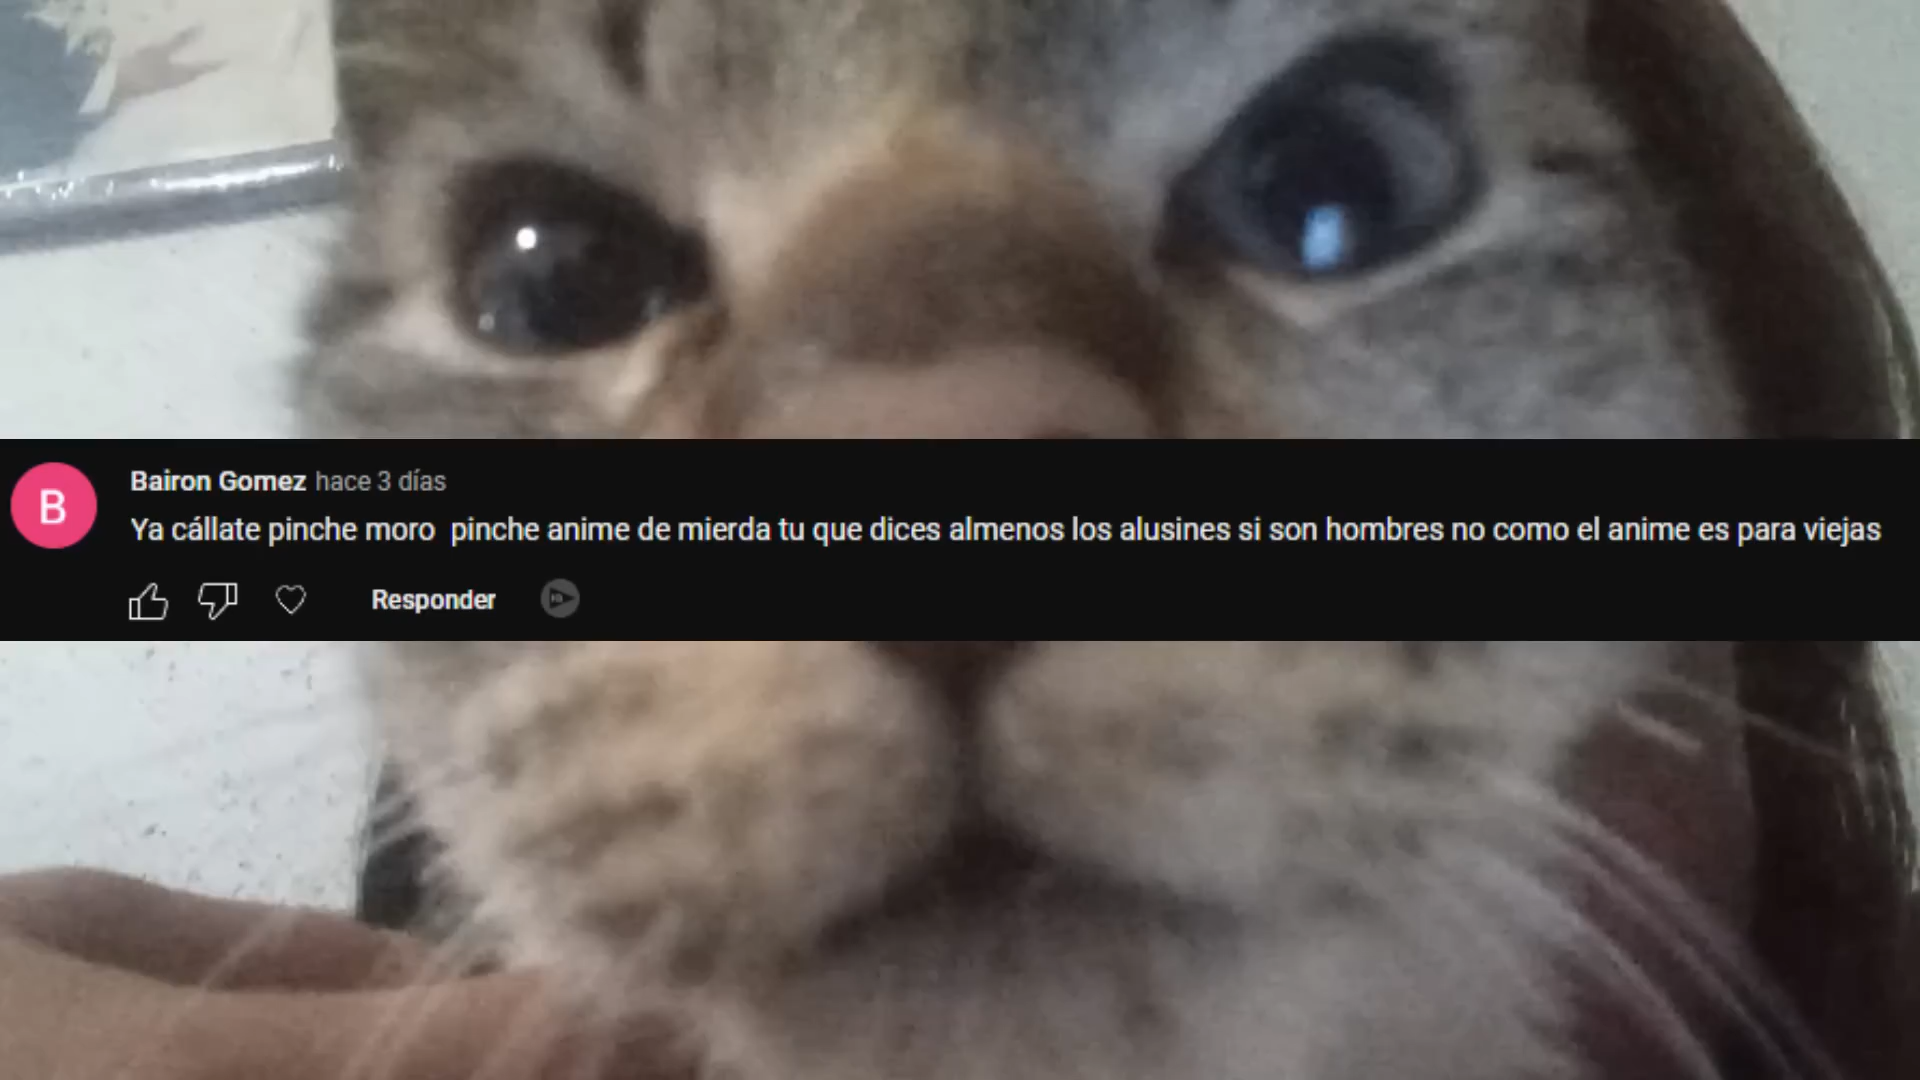 B
Bairon Gomez hace 3 días
Ya cállate pinche moro  pinche anime de mierda tu que dices almenos los alusines si son hombres no como el anime es para viejas
Responder